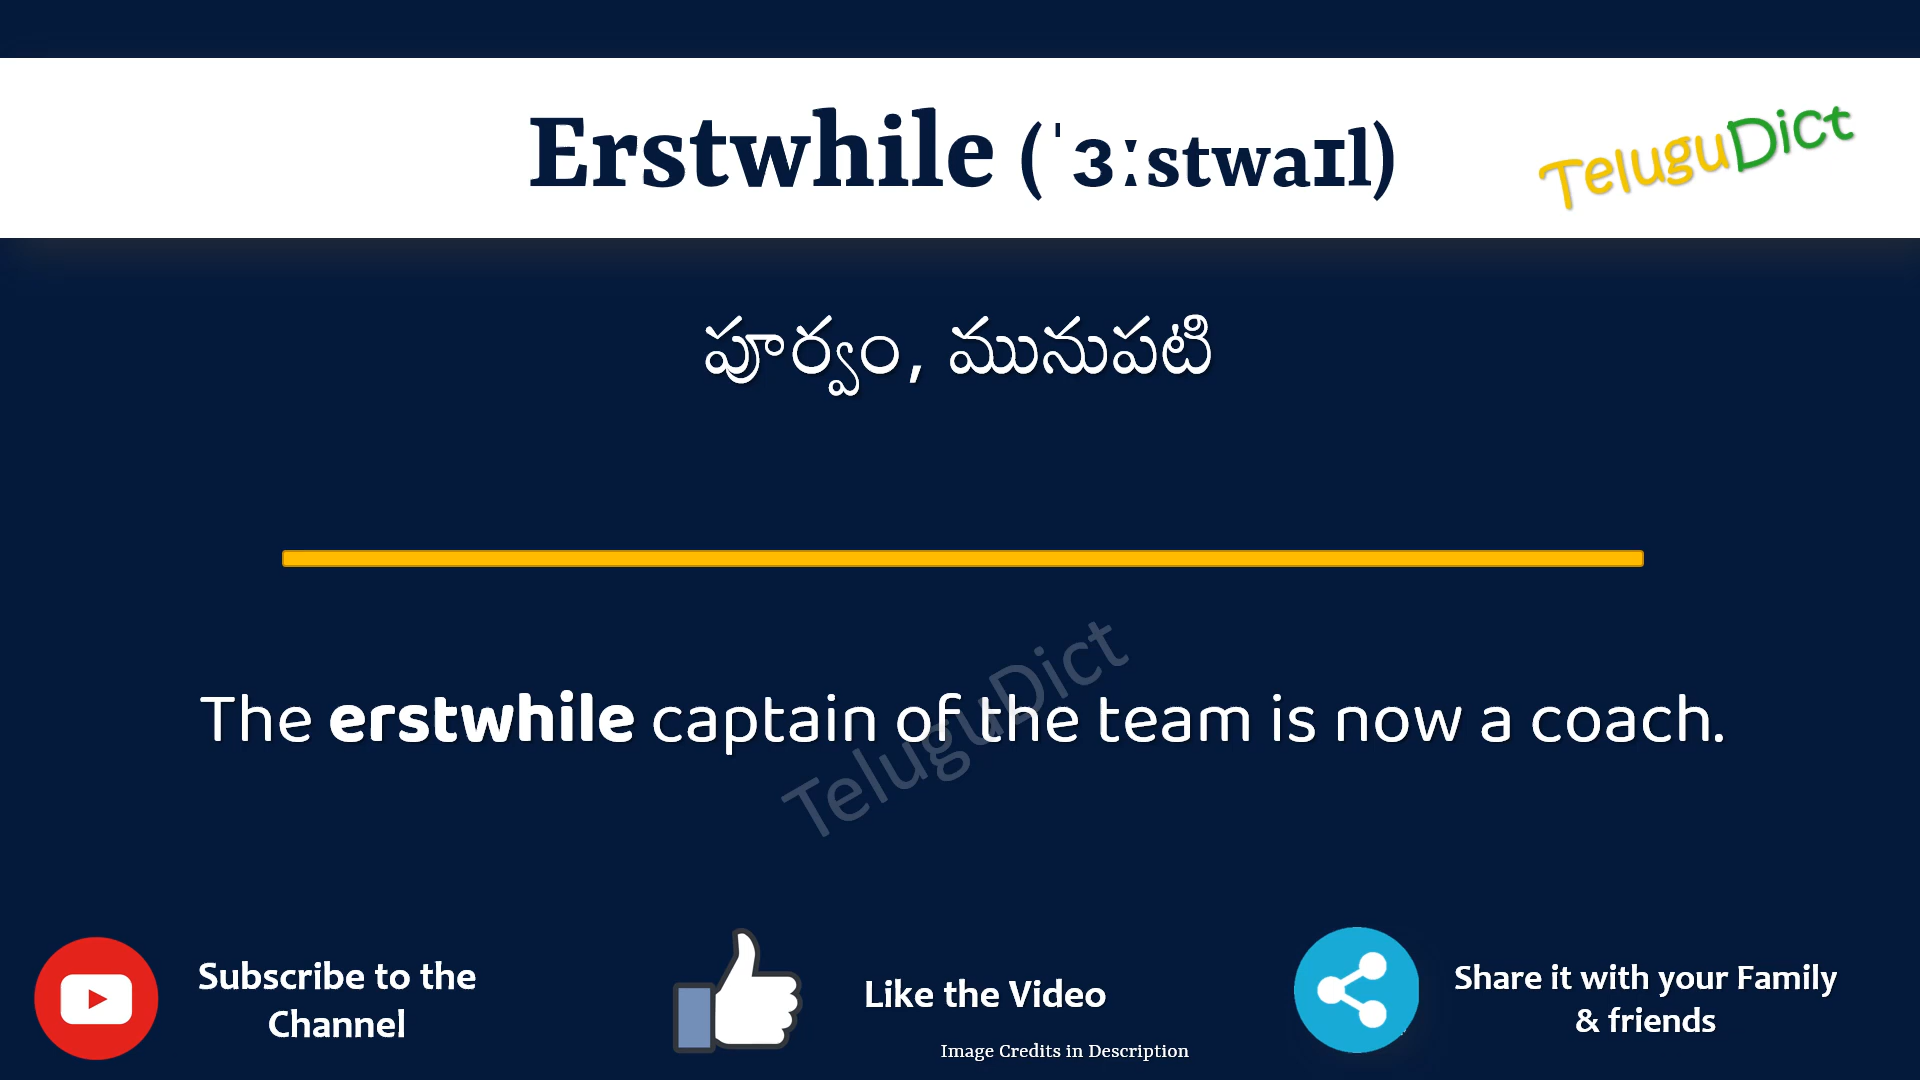 Erstwhile (ˈɜːstwaɪl)
TeluguDict
పూర్వం, మునుపటి
The erstwhile captain of the team is now a coach.
TeluguDict
Subscribe to the
Channel
Like the Video
Share it with your Family
& friends
Image Credits in Description